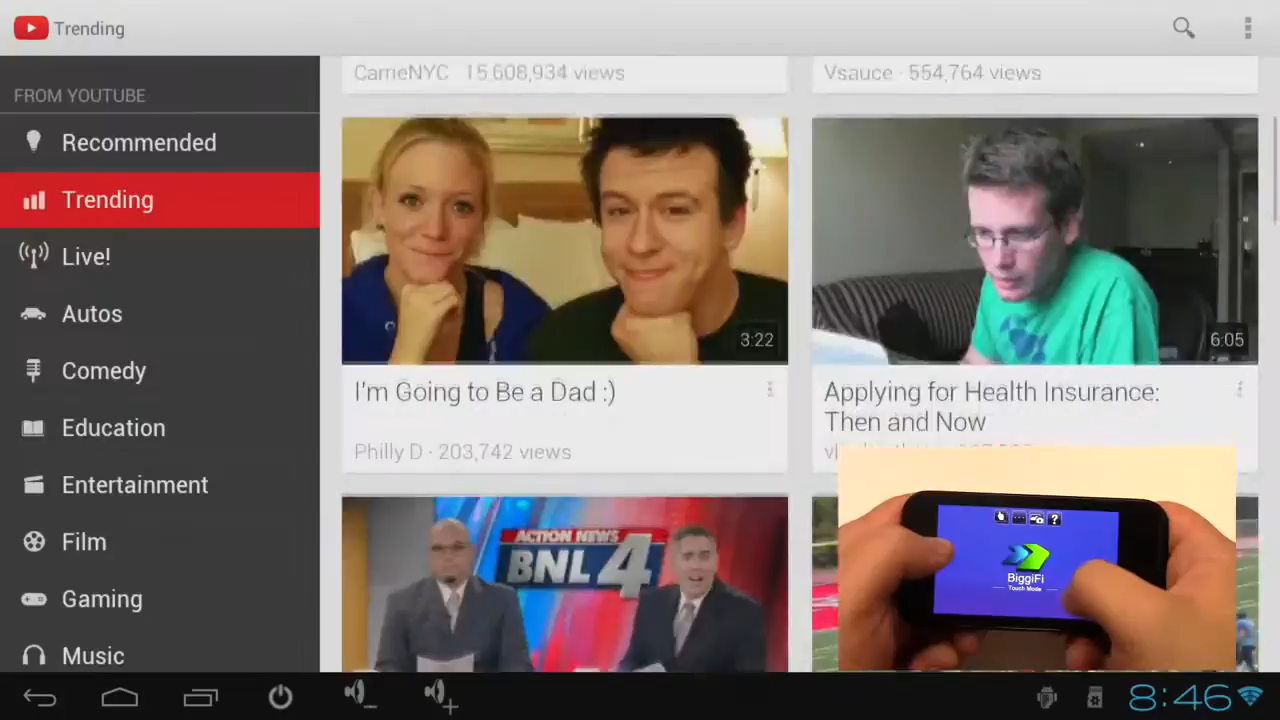 Trending
FROM YOUTUBE
Recommended
Trending
Live!
Autos
Comedy
Education
Entertainment
Film
Gaming
Music
CarrieNYC 15,608,934 views
Vsauce · 554,764 views
3:22
I'm Going to Be a Dad :)
Philly D · 203,742 views
6:05
Applying for Health Insurance:
Then and Now
ACTION NEWS
BNL 4
?
BiggiFi
Touch Mode
8:46